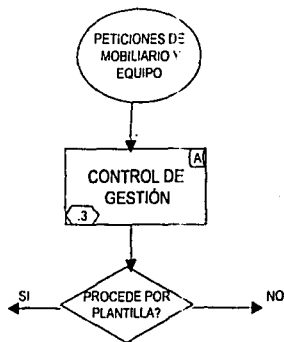 PETICIONES DE
MOBILIARIO Y
EQUIPO
A
CONTROL DE
GESTIÓN
.3
SI
PROCEDE POR
NO
PLANTILLA?